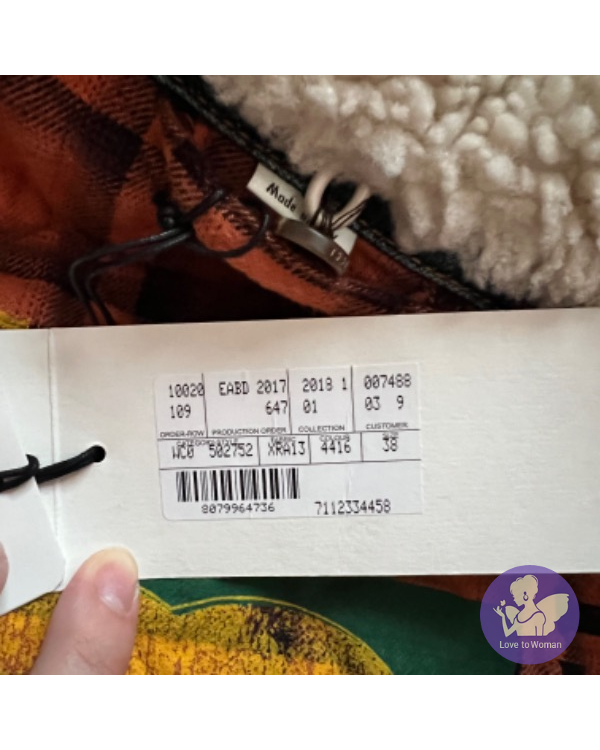 Made
10020 EABD 2017 2018 1 007488
109 647 01 03 9
ORDER-ROW PRODUCTION ORDER COLLECTION CUSTOMER
WC0 502752 XRA13 4416 38
8079964736 7112334458
Love to Woman